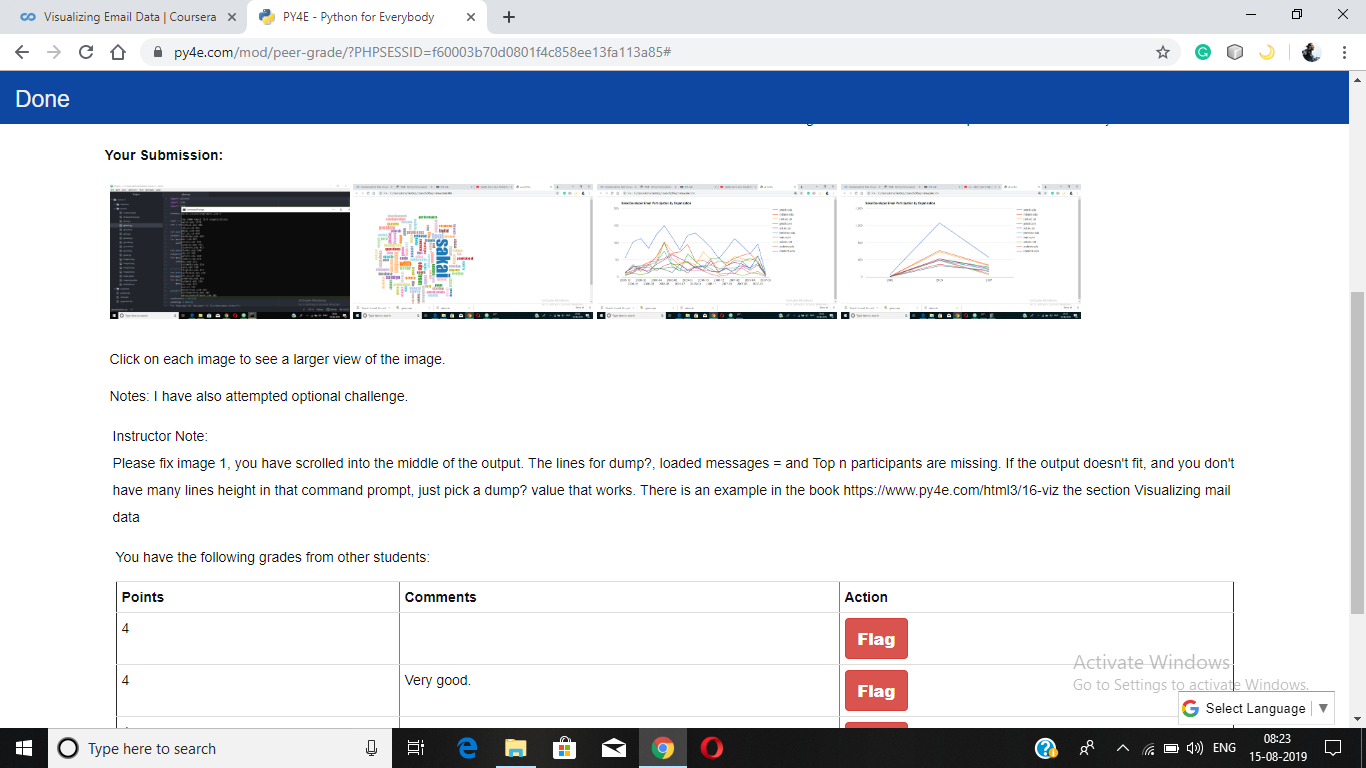 Visualizing Email Data | Coursera
PY4E - Python for Everybody
py4e.com/mod/peer-grade/?PHPSESSID=f60003b70d0801f4c858ee13fa113a85#
Done
Your Submission:
sakai
Click on each image to see a larger view of the image.
Notes: I have also attempted optional challenge.
Instructor Note:
Please fix image 1, you have scrolled into the middle of the output. The lines for dump?, loaded messages = and Top n participants are missing. If the output doesn't fit, and you don't
have many lines height in that command prompt, just pick a dump? value that works. There is an example in the book https://www.py4e.com/html3/16-viz the section Visualizing mail
data
You have the following grades from other students:
Points Comments Action
4 Flag
4 Very good. Flag
Activate Windows
Go to Settings to activate Windows.
Select Language
Type here to search
ENG
08:23
15-08-2019